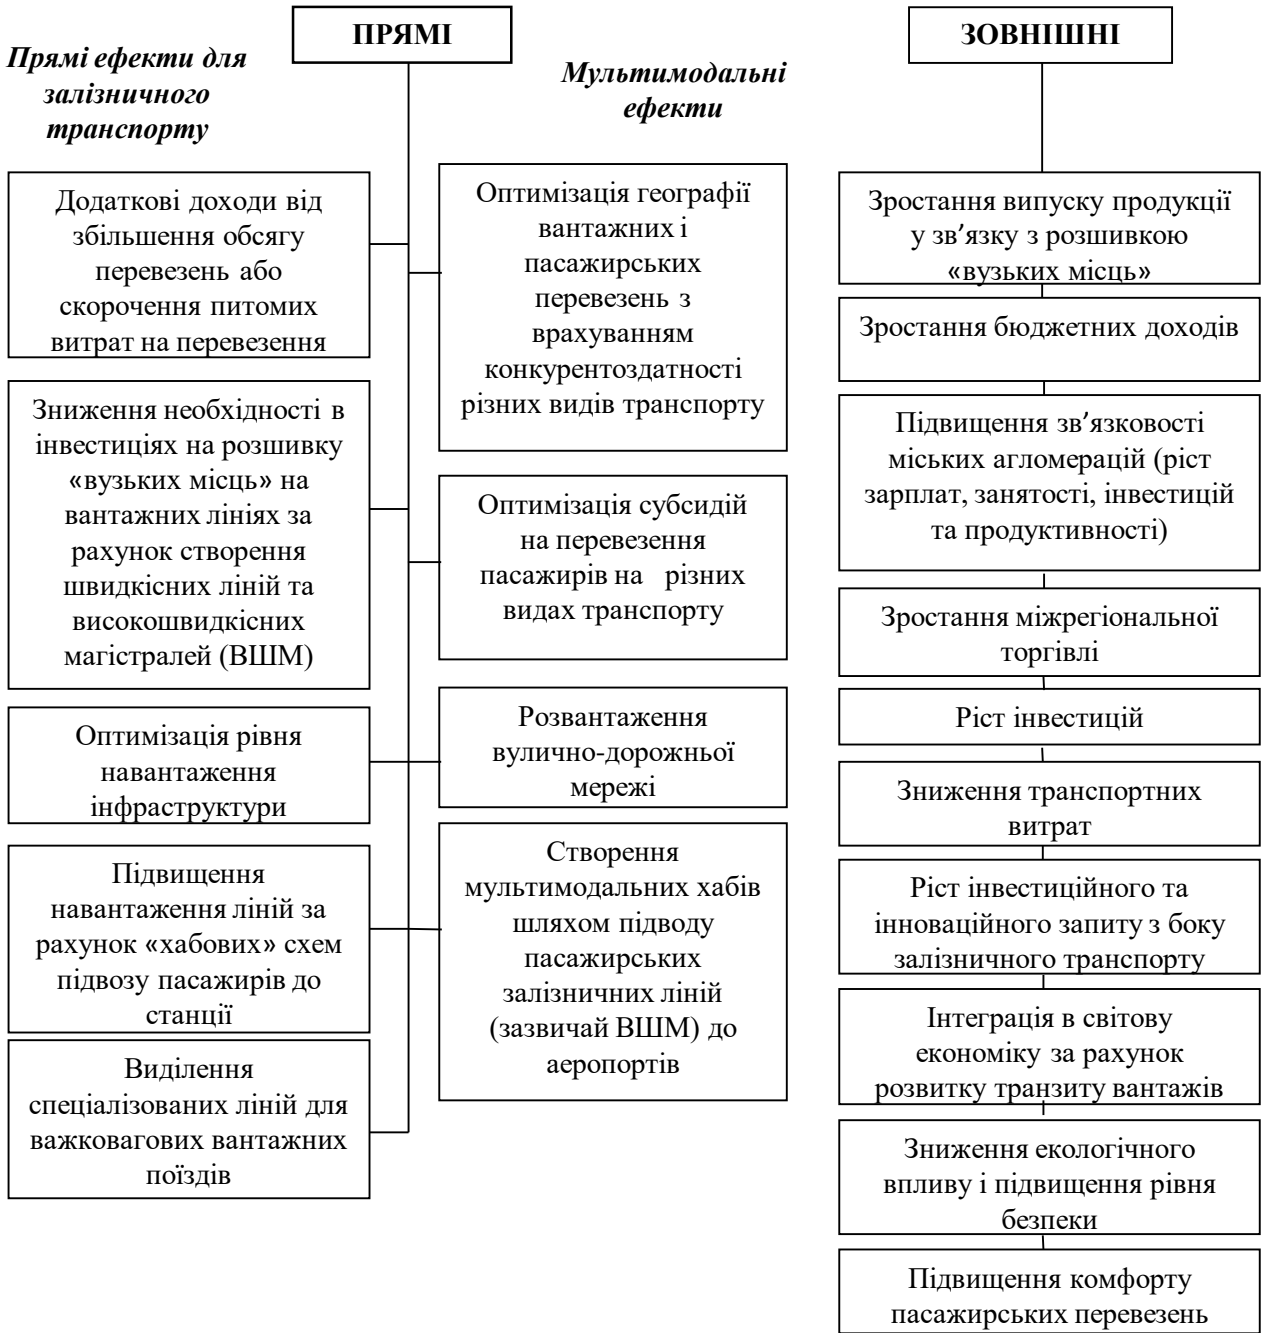 ПРЯМІ
Прямі ефекти для
залізничного
транспорту
Додаткові доходи від
збільшення обсягу
перевезень або
скорочення питомих
витрат на перевезення
Зниження необхідності в
інвестиціях на розшивку
«вузьких місць» на
вантажних лініях за
рахунок створення
швидкісних ліній та
високошвидкісних
магістралей (ВШМ)
Оптимізація рівня
навантаження
інфраструктури
Підвищення
навантаження ліній за
рахунок «хабових» схем
підвозу пасажирів до
станції
Виділення
спеціалізованих ліній для
важковагових вантажних
поїздів
Мультимодальні
ефекти
Оптимізація географії
вантажних і
пасажирських
перевезень з
врахуванням
конкурентоздатності
різних видів транспорту
Оптимізація субсидій
на перевезення
пасажирів на різних
видах транспорту
Розвантаження
вулично-дорожньої
мережі
Створення
мультимодальних хабів
шляхом підводу
пасажирських
залізничних ліній
(зазвичай ВШМ) до
аеропортів
ЗОВНІШНІ
Зростання випуску продукції
у зв’язку з розшивкою
«вузьких місць»
Зростання бюджетних доходів
Підвищення зв’язковості
міських агломерацій (ріст
зарплат, занятості, інвестицій
та продуктивності)
Зростання міжрегіональної
торгівлі
Ріст інвестицій
Зниження транспортних
витрат
Ріст інвестиційного та
інноваційного запиту з боку
залізничного транспорту
Інтеграція в світову
економіку за рахунок
розвитку транзиту вантажів
Зниження екологічного
впливу і підвищення рівня
безпеки
Підвищення комфорту
пасажирських перевезень